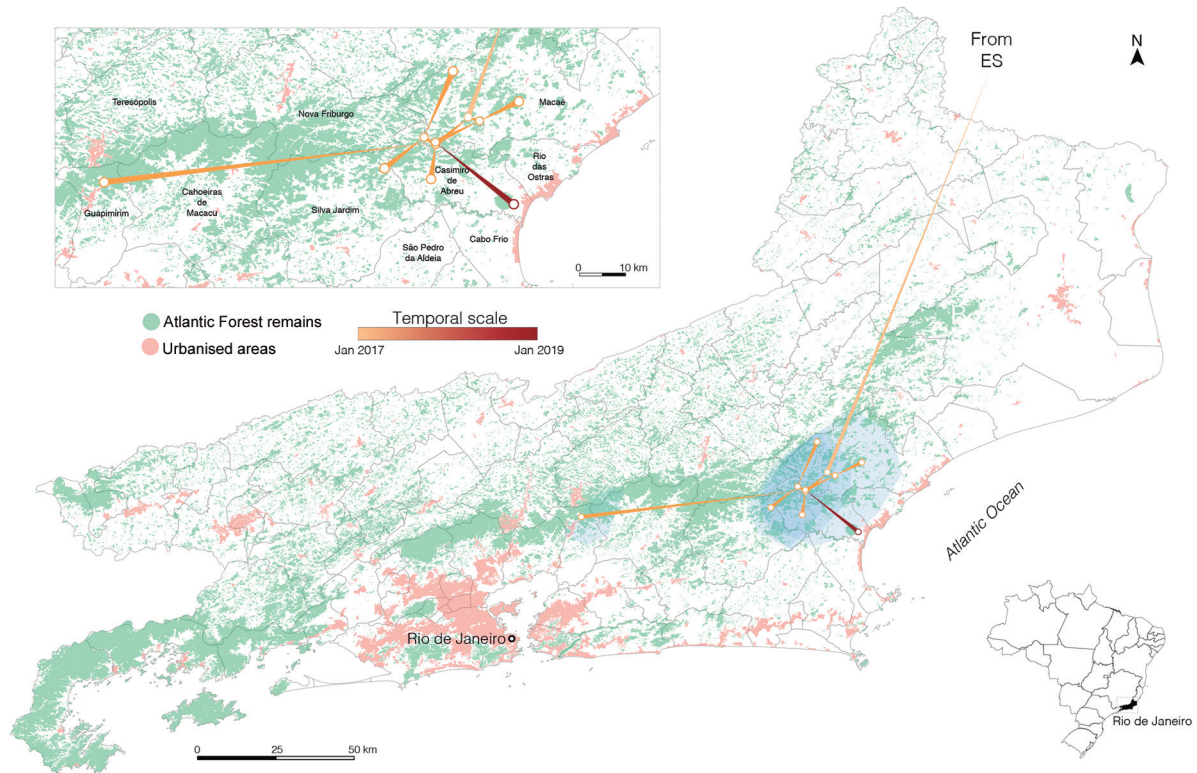 From
ES
N
Teresópolis
Nova Friburgo
Macaé
Rio
das
Ostras
Casimiro
de
Abreu
Cahoeiras
de
Macacu
Guapimirim
Silva Jardim
Cabo Frio
São Pedro
da Aldeia
0 10 km
Atlantic Forest remains
Urbanised areas
Temporal scale
Jan 2017 Jan 2019
Atlantic Ocean
Rio de Janeiro
Rio de Janeiro
0 25 50 km